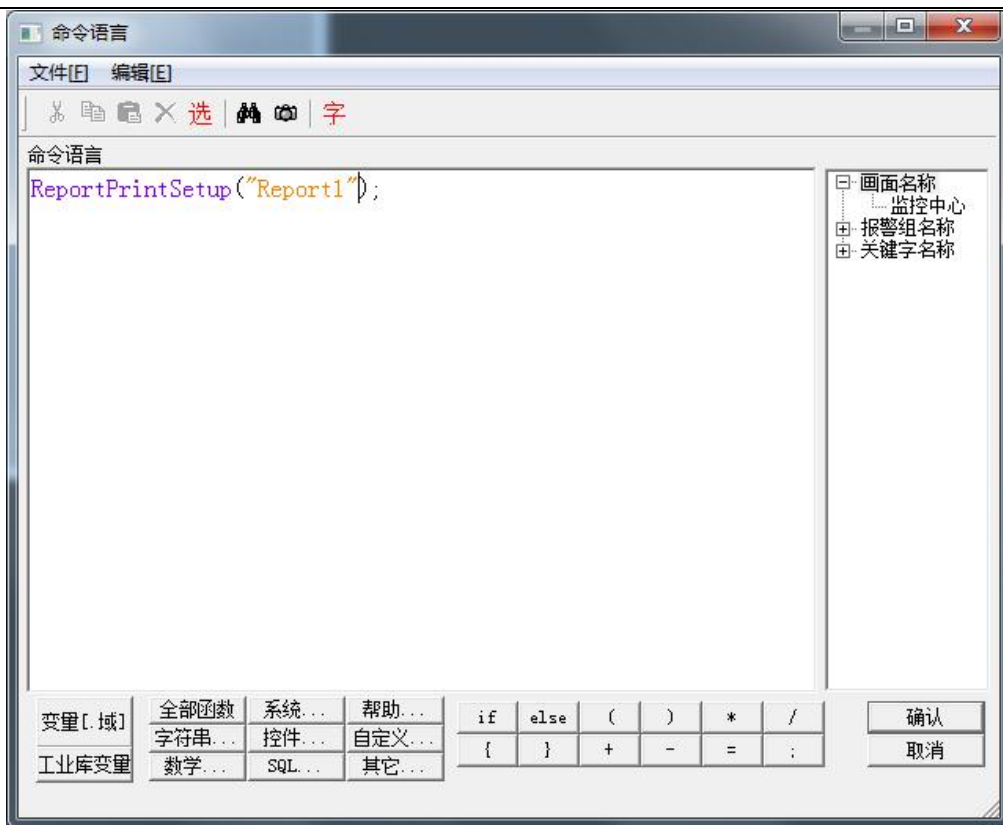 命令语言
文件[F] 编辑[E]
选 字
命令语言
ReportPrintSetup("Report1");
画面名称
监控中心
报警组名称
关键字名称
变量[.域] 全部函数 系统... 帮助... if else ( ) * / 确认
字符串... 控件... 自定义... { } + - = ; 取消
工业库变量 数学... SQL... 其它...